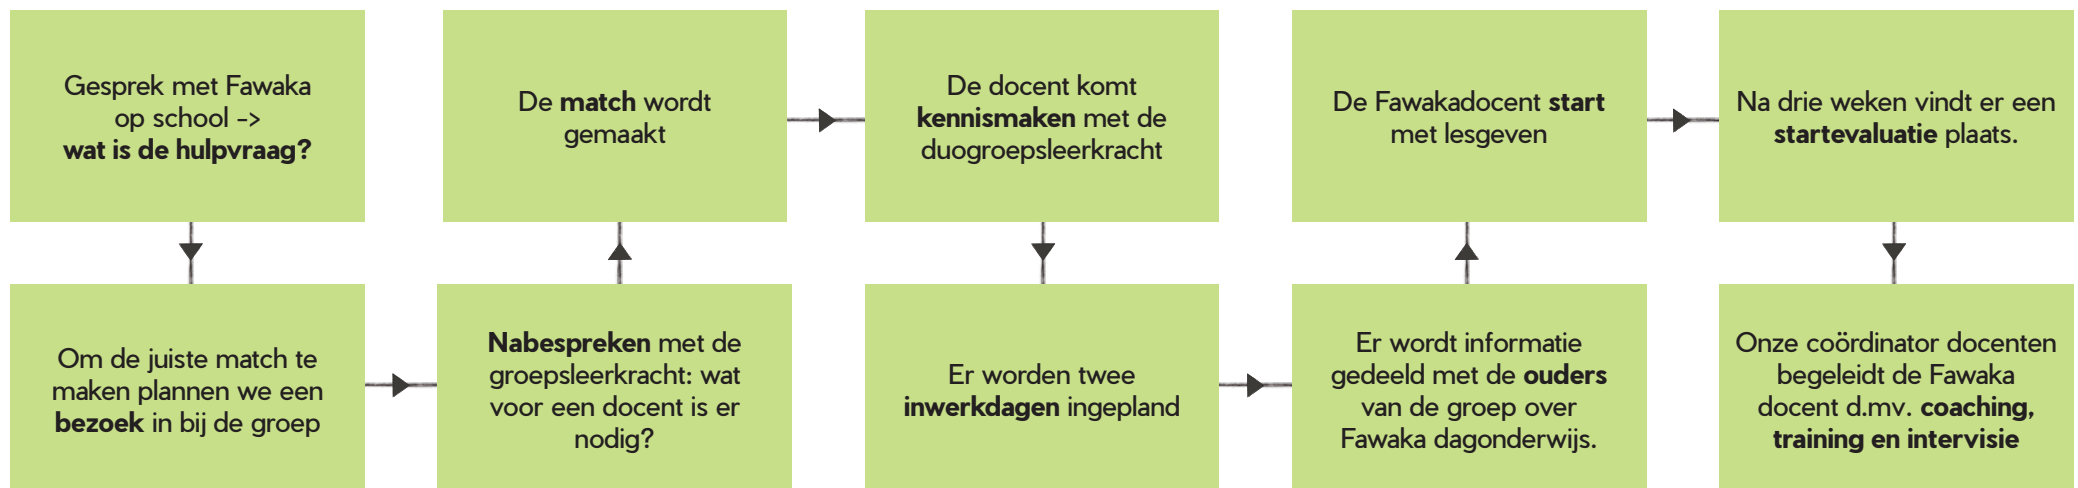 Gesprek met Fawaka
op school ->
wat is de hulpvraag?
Om de juiste match te
maken plannen we een
bezoek in bij de groep
Nabespreken met de
groepsleerkracht: wat
voor een docent is er
nodig?
De match wordt
gemaakt
De docent komt
kennismaken met de
duogroepsleerkracht
Er worden twee
inwerkdagen ingepland
Er wordt informatie
gedeeld met de ouders
van de groep over
Fawaka dagonderwijs.
De Fawakadocent start
met lesgeven
Na drie weken vindt er een
startevaluatie plaats.
Onze coördinator docenten
begeleidt de Fawaka
docent d.mv. coaching,
training en intervisie